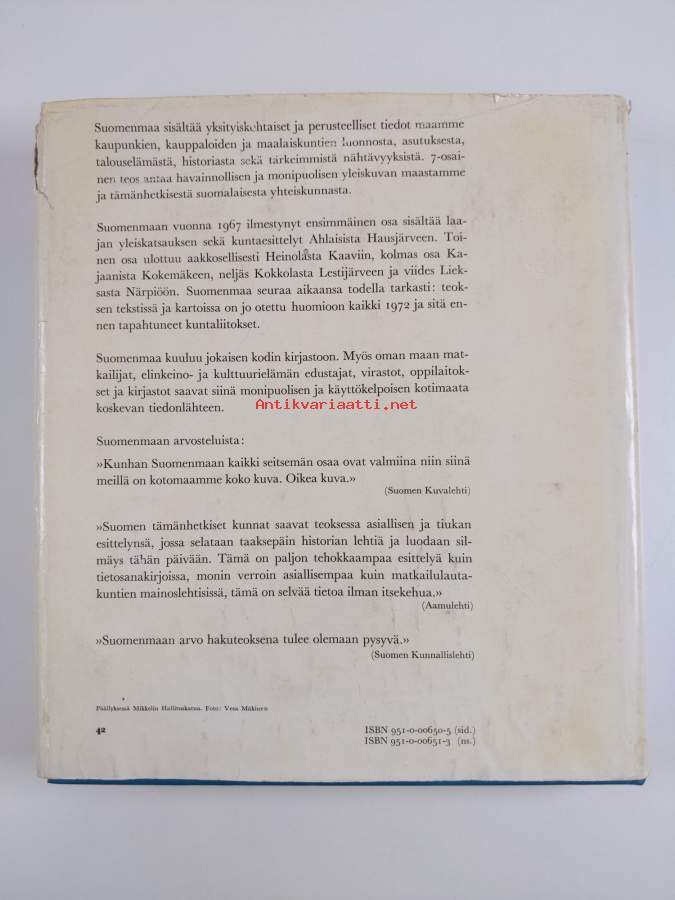 Suomenmaa sisältää yksityiskohtaiset ja perusteelliset tiedot maamme
kaupunkien, kauppaloiden ja maalaiskuntien luonnosta, asutuksesta,
talouselämästä, historiasta sekä tärkeimmistä nähtävyyksistä. 7-osai-
nen teos antaa havainnollisen ja monipuolisen yleiskuvan maastamme
ja tämänhetkisestä suomalaisesta yhteiskunnasta.
Suomenmaan vuonna 1967 ilmestynyt ensimmäinen osa sisältää laa-
jan yleiskatsauksen sekä kuntaesittelyt Ahlaisista Hausjärveen. Toi-
nen osa ulottuu aakkosellisesti Heinolasta Kaaviin, kolmas osa Ka-
jaanista Kokemäkeen, neljäs Kokkolasta Lestijärveen ja viides Liek-
sasta Närpiöön. Suomenmaa seuraa aikaansa todella tarkasti: teok-
sen tekstissä ja kartoissa on jo otettu huomioon kaikki 1972 ja sitä en-
nen tapahtuneet kuntaliitokset.
Suomenmaa kuuluu jokaisen kodin kirjastoon. Myös oman maan mat-
kailijat, elinkeino- ja kulttuurielämän edustajat, virastot, oppilaitok-
set ja kirjastot saavat siinä monipuolisen ja käyttökelpoisen kotimaata
koskevan tiedonlähteen.
Antikvariaatti.net
Suomenmaan arvosteluista:
»Kunhan Suomenmaan kaikki seitsemän osaa ovat valmiina niin siinä
meillä on kotomaamme koko kuva. Oikea kuva.»
(Suomen Kuvalehti)
»Suomen tämänhetkiset kunnat saavat teoksessa asiallisen ja tiukan
esittelynsä, jossa selataan taaksepäin historian lehtiä ja luodaan sil-
mäys tähän päivään. Tämä on paljon tehokkaampaa esittelyä kuin
tietosanakirjoissa, monin verroin asiallisempaa kuin matkailulauta-
kuntien mainoslehtisissä, tämä on selvää tietoa ilman itsekehua.»
(Aamulehti)
»Suomenmaan arvo hakuteoksena tulee olemaan pysyvä.»
(Suomen Kunnallislehti)
Päällyksessä Mikkelin Hallituskatua. Foto: Vesa Mäkinen
42
ISBN 951-0-00650-5 (sid.)
ISBN 951-0-00651-3 (ns.)